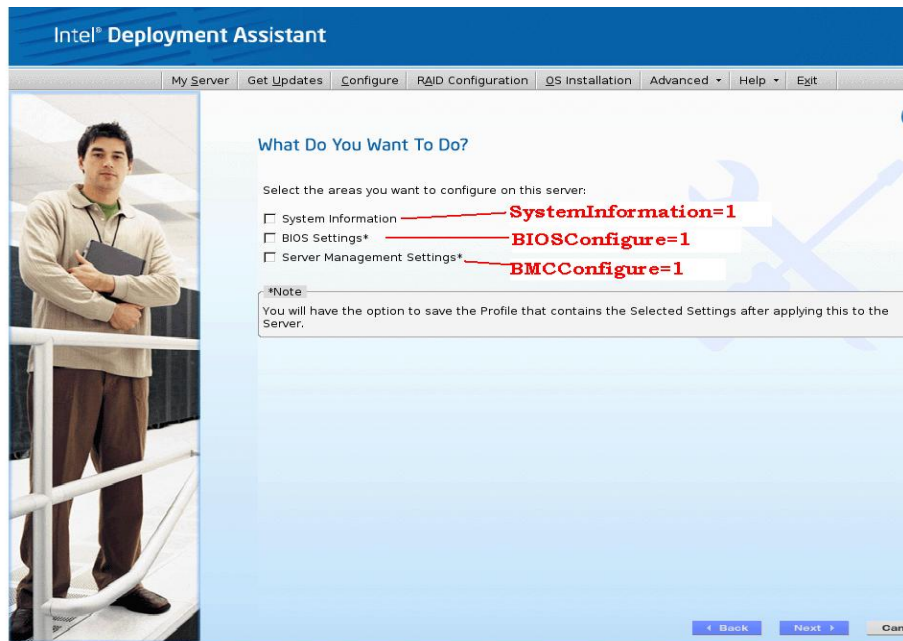 Intel® Deployment Assistant
My Server Get Updates Configure RAID Configuration OS Installation Advanced Help Exit
What Do You Want To Do?
Select the areas you want to configure on this server:
System Information SystemInformation=1
BIOS Settings* BIOSConfigure=1
Server Management Settings* BMCConfigure=1
*Note
You will have the option to save the Profile that contains the Selected Settings after applying this to the
Server.
Back Next